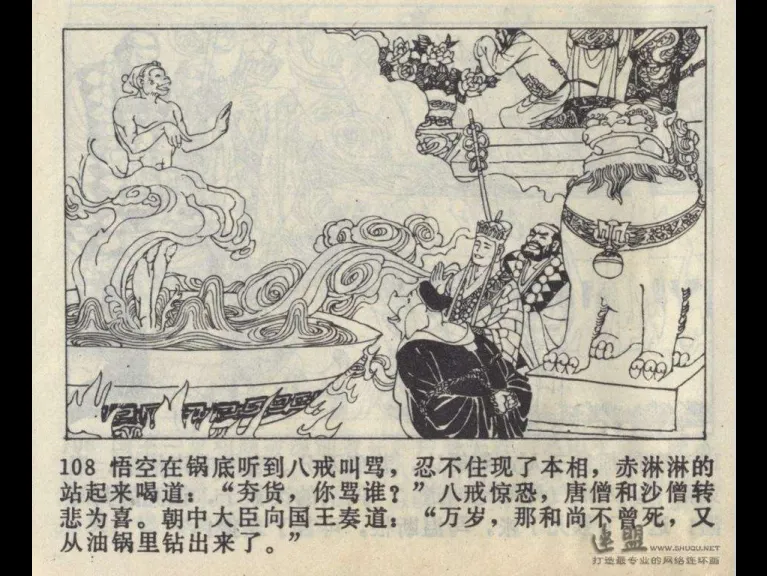 108 悟空在锅底听到八戒叫骂，忍不住现了本相，赤淋淋的
站起来喝道：“夯货，你骂谁？”八戒惊恐，唐僧和沙僧转
悲为喜。朝中大臣向国王奏道：“万岁，那和尚不曾死，又
从油锅里钻出来了。”
连盟 WWW.SHUQU.NET
打造最专业的网络连环画